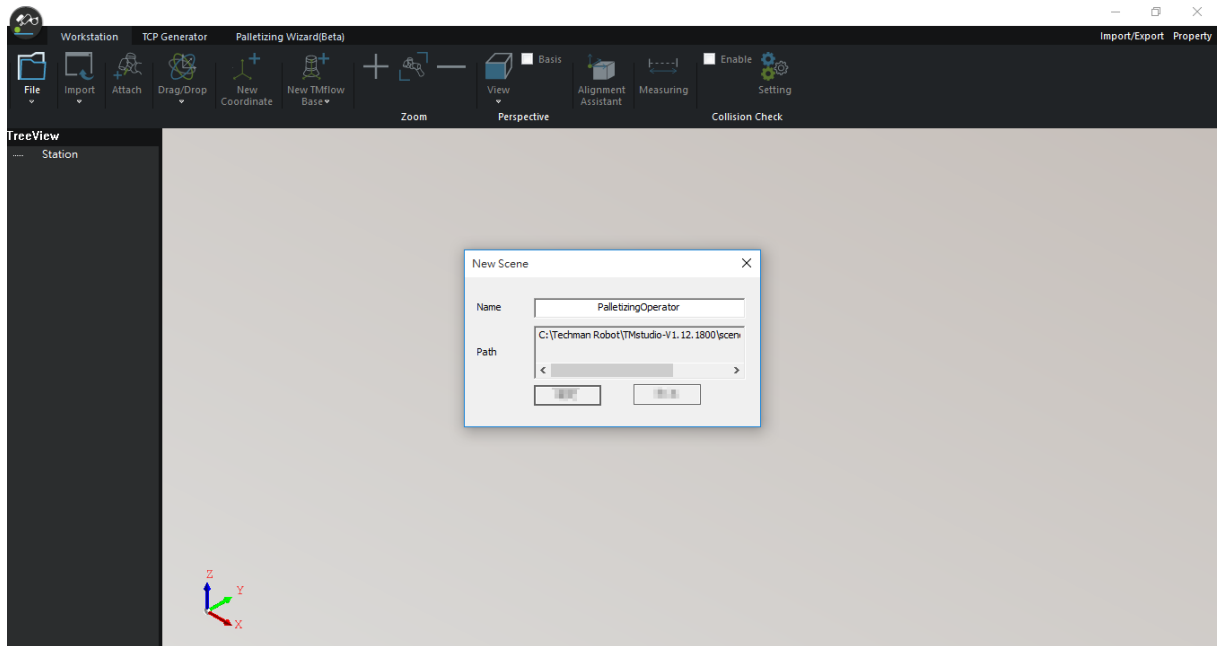 Workstation TCP Generator Palletizing Wizard(Beta) Import/Export Property
File Import Attach Drag/Drop New Coordinate New TMflow Base View Basis Alignment Assistant Measuring Enable Setting
Zoom Perspective Collision Check
TreeView
Station
New Scene
Name PalletizingOperator
C:\Techman Robot\TMstudio-V1.12.1800\scen
Path
Z
Y
X